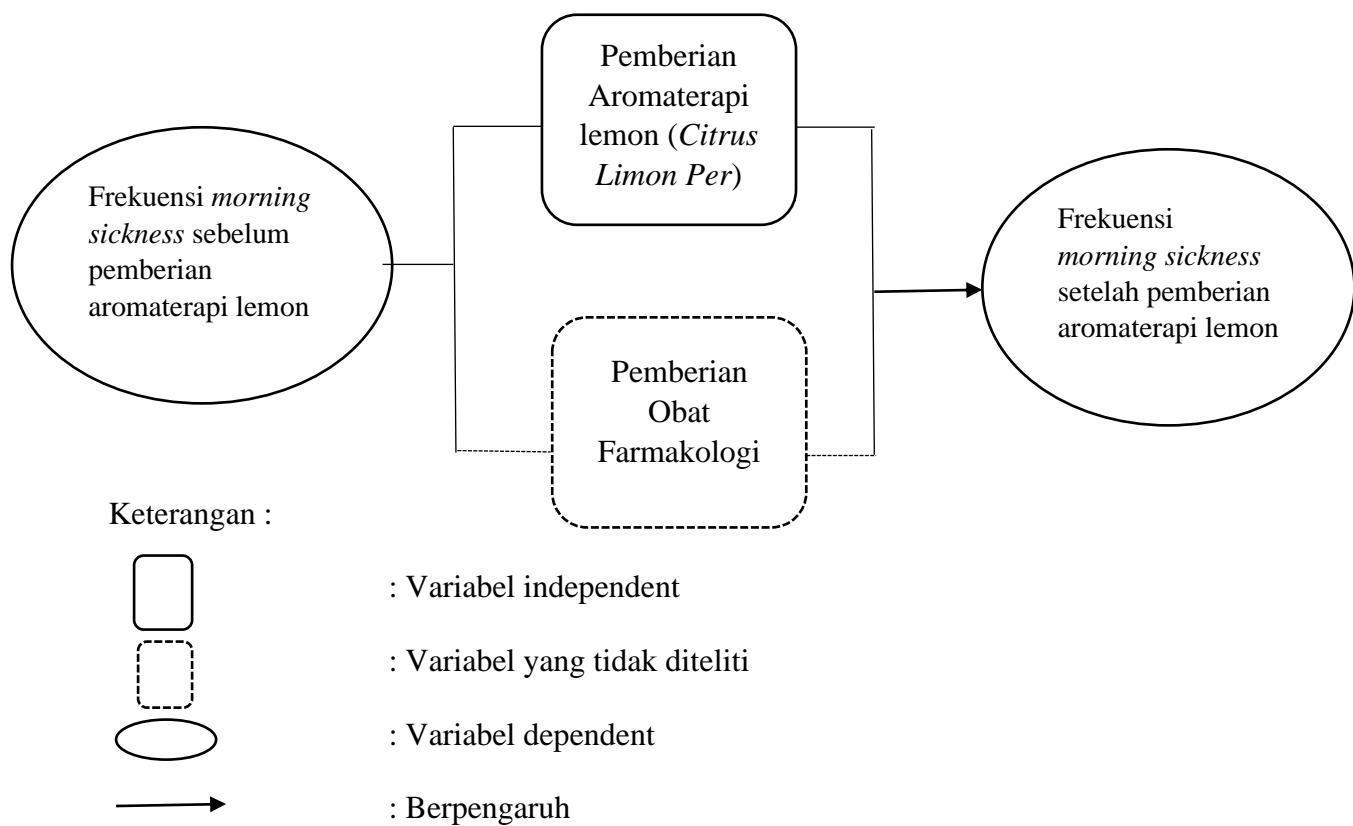 Frekuensi morning
sickness sebelum
pemberian
aromaterapi lemon
Pemberian
Aromaterapi
lemon (Citrus
Limon Per)
Pemberian
Obat
Farmakologi
Frekuensi
morning sickness
setelah pemberian
aromaterapi lemon
Keterangan :
: Variabel independent
: Variabel yang tidak diteliti
: Variabel dependent
: Berpengaruh